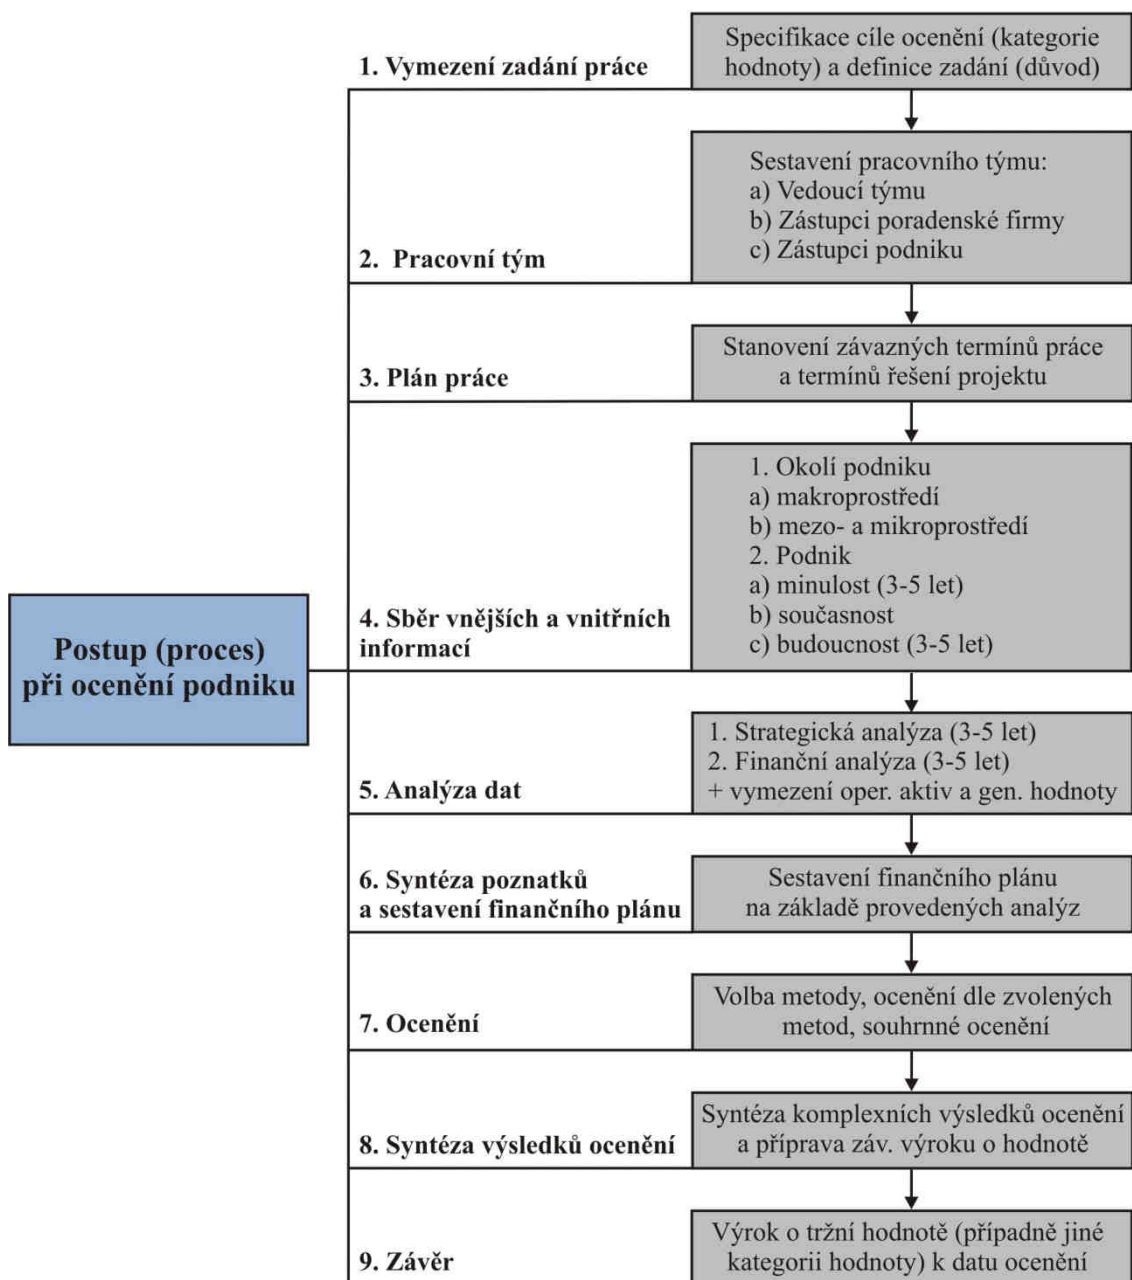 Postup (proces)
při ocenění podniku
1. Vymezení zadání práce
Specifikace cíle ocenění (kategorie
hodnoty) a definice zadání (důvod)
2. Pracovní tým
Sestavení pracovního týmu:
a) Vedoucí týmu
b) Zástupci poradenské firmy
c) Zástupci podniku
3. Plán práce
Stanovení závazných termínů práce
a termínů řešení projektu
4. Sběr vnějších a vnitřních
informací
1. Okolí podniku
a) makroprostředí
b) mezo- a mikroprostředí
2. Podnik
a) minulost (3-5 let)
b) současnost
c) budoucnost (3-5 let)
5. Analýza dat
1. Strategická analýza (3-5 let)
2. Finanční analýza (3-5 let)
+ vymezení oper. aktiv a gen. hodnoty
6. Syntéza poznatků
a sestavení finančního plánu
Sestavení finančního plánu
na základě provedených analýz
7. Ocenění
Volba metody, ocenění dle zvolených
metod, souhrnné ocenění
8. Syntéza výsledků ocenění
Syntéza komplexních výsledků ocenění
a příprava záv. výroku o hodnotě
9. Závěr
Výrok o tržní hodnotě (případně jiné
kategorii hodnoty) k datu ocenění